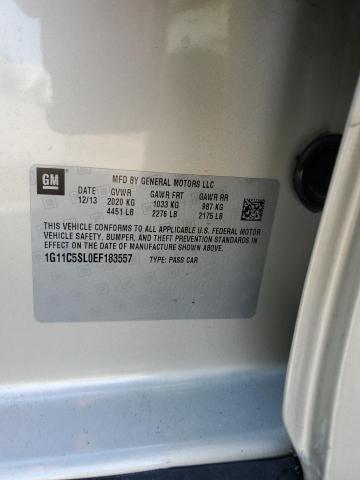 GM
MFD BY GENERAL MOTORS LLC
DATE GVWR GAWR FRT GAWR RR
12/13 2020 KG 1033 KG 987 KG
4451 LB 2276 LB 2175 LB
THIS VEHICLE CONFORMS TO ALL APPLICABLE U.S. FEDERAL MOTOR
VEHICLE SAFETY, BUMPER, AND THEFT PREVENTION STANDARDS IN
EFFECT ON THE DATE OF MANUFACTURE SHOWN ABOVE.
1G11C5SL0EF183557 TYPE: PASS CAR